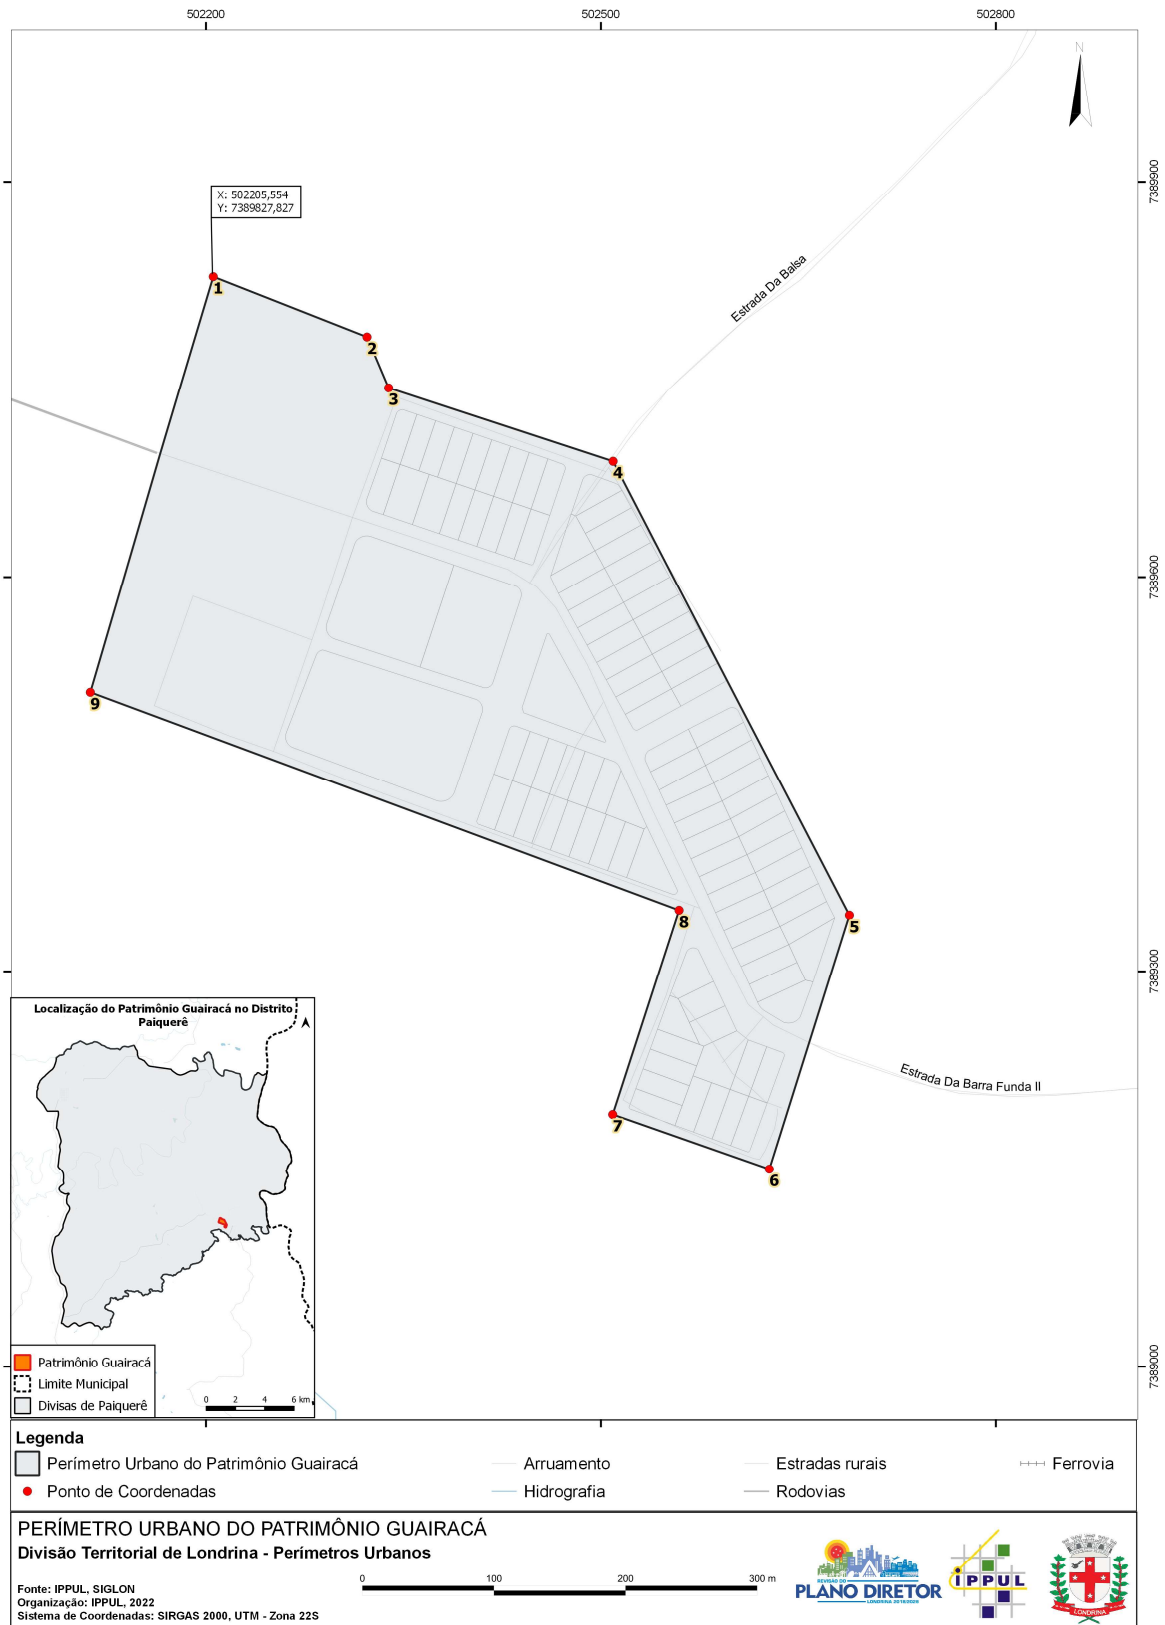 502200
502500
502800
N
7389900
X: 502205,554
Y: 7389827,827
Estrada Da Balsa
1
2
3
4
7389600
9
8
5
7389300
Estrada Da Barra Funda II
7
6
7389000
Localização do Patrimônio Guairacá no Distrito
Paiquerê
Patrimônio Guairacá
Limite Municipal
Divisas de Paiquerê
0 2 4 6 km
Legenda
Perímetro Urbano do Patrimônio Guairacá
Arruamento
Estradas rurais
Ferrovia
Ponto de Coordenadas
Hidrografia
Rodovias
PERÍMETRO URBANO DO PATRIMÔNIO GUAIRACÁ
Divisão Territorial de Londrina - Perímetros Urbanos
Fonte: IPPUL, SIGLON
Organização: IPPUL, 2022
Sistema de Coordenadas: SIRGAS 2000, UTM - Zona 22S
0 100 200 300 m
REVISÃO DO
PLANO DIRETOR
LONDRINA 2018/2028
IPPUL
LONDRINA